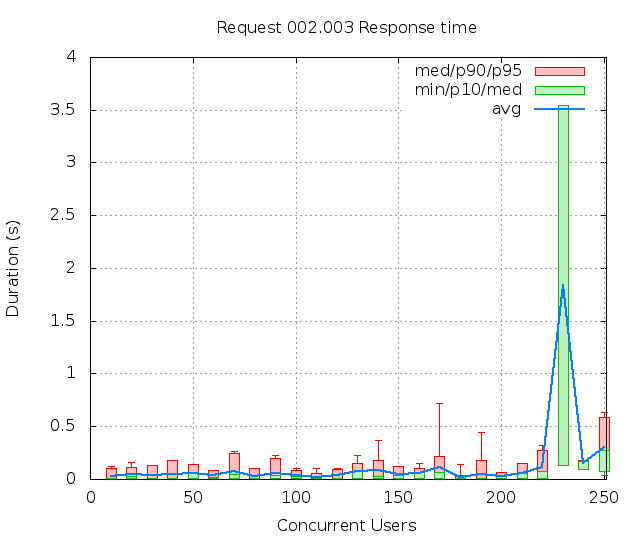 Request 002.003 Response time
med/p90/p95
min/p10/med
avg
Duration (s)
4
3.5
3
2.5
2
1.5
1
0.5
0
0 50 100 150 200 250
Concurrent Users